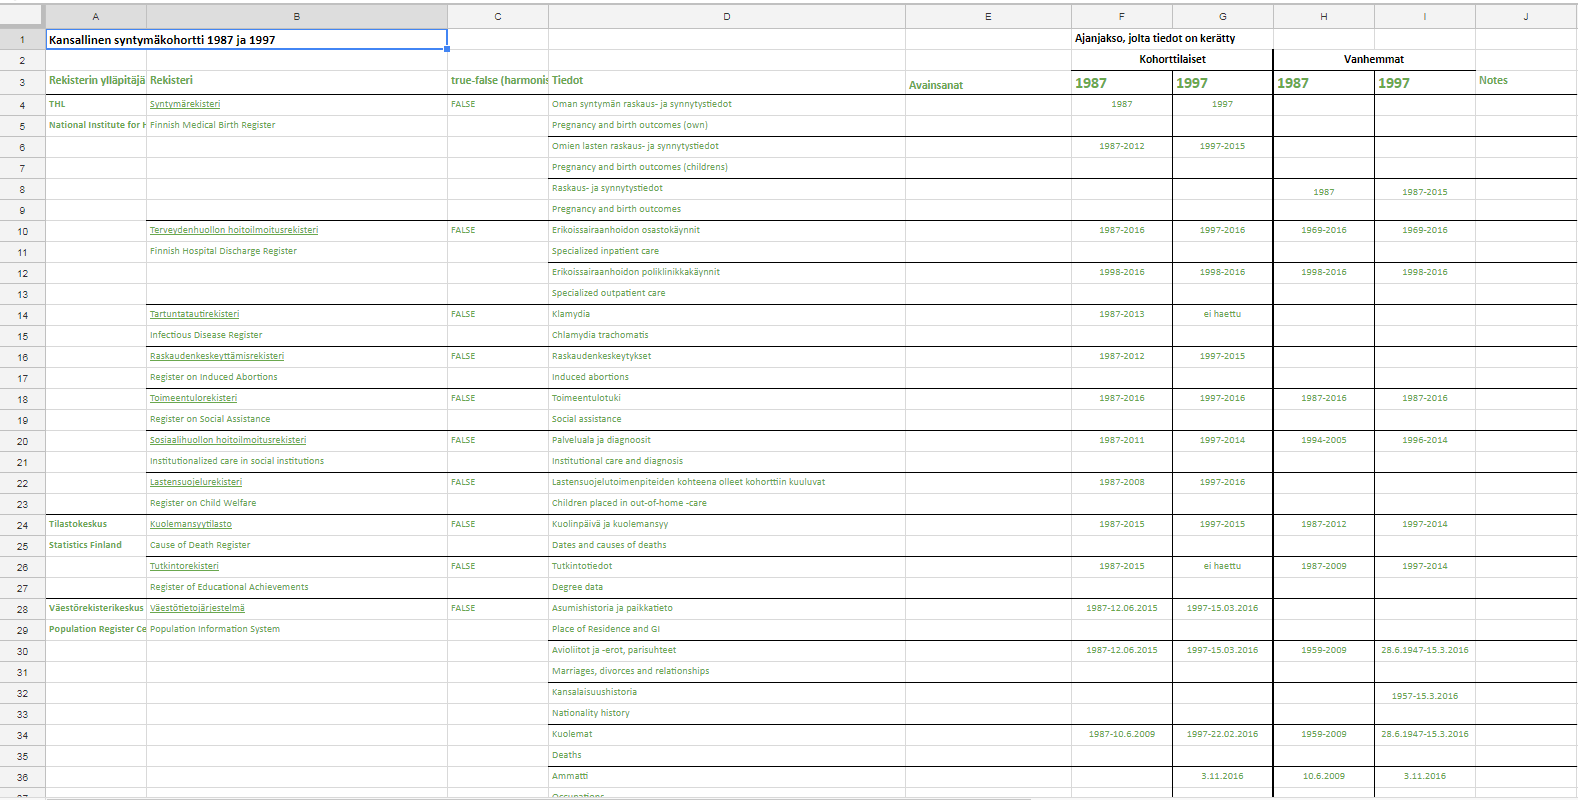 A B C D E F G H I J
1 Kansallinen syntymäkohortti 1987 ja 1997 Ajanjakso, jolta tiedot on kerätty
2 Kohorttilaiset Vanhemmat
3 Rekisterin ylläpitäjä Rekisteri true-false (harmonis Tiedot Avainsanat 1987 1997 1987 1997 Notes
4 THL Syntymärekisteri FALSE Oman syntymän raskaus- ja synnytystiedot 1987 1997
5 National Institute for H Finnish Medical Birth Register Pregnancy and birth outcomes (own)
6 Omien lasten raskaus- ja synnytystiedot 1987-2012 1997-2015
7 Pregnancy and birth outcomes (childrens)
8 Raskaus- ja synnytystiedot 1987 1987-2015
9 Pregnancy and birth outcomes
10 Terveydenhuollon hoitoilmoitusrekisteri FALSE Erikoissairaanhoidon osastokäynnit 1987-2016 1997-2016 1969-2016 1969-2016
11 Finnish Hospital Discharge Register Specialized inpatient care
12 Erikoissairaanhoidon poliklinikkakäynnit 1998-2016 1998-2016 1998-2016 1998-2016
13 Specialized outpatient care
14 Tartuntatautirekisteri FALSE Klamydia 1987-2013 ei haettu
15 Infectious Disease Register Chlamydia trachomatis
16 Raskaudenkeskeyttämisrekisteri FALSE Raskaudenkeskeytykset 1987-2012 1997-2015
17 Register on Induced Abortions Induced abortions
18 Toimeentulorekisteri FALSE Toimeentulotuki 1987-2016 1997-2016 1987-2016 1987-2016
19 Register on Social Assistance Social assistance
20 Sosiaalihuollon hoitoilmoitusrekisteri FALSE Palveluala ja diagnoosit 1987-2011 1997-2014 1994-2005 1996-2014
21 Institutionalized care in social institutions Institutional care and diagnosis
22 Lastensuojelurekisteri FALSE Lastensuojelutoimenpiteiden kohteena olleet kohorttiin kuuluvat 1987-2008 1997-2016
23 Register on Child Welfare Children placed in out-of-home -care
24 Tilastokeskus Kuolemansyytilasto FALSE Kuolinpäivä ja kuolemansyy 1987-2015 1997-2015 1987-2012 1997-2014
25 Statistics Finland Cause of Death Register Dates and causes of deaths
26 Tutkintorekisteri FALSE Tutkintotiedot 1987-2015 ei haettu 1987-2009 1997-2014
27 Register of Educational Achievements Degree data
28 Väestörekisterikeskus Väestötietojärjestelmä FALSE Asumishistoria ja paikkatieto 1987-12.06.2015 1997-15.03.2016
29 Population Register Ce Population Information System Place of Residence and GI
30 Avioliitot ja -erot, parisuhteet 1987-12.06.2015 1997-15.03.2016 1959-2009 28.6.1947-15.3.2016
31 Marriages, divorces and relationships
32 Kansalaisuushistoria 1957-15.3.2016
33 Nationality history
34 Kuolemat 1987-10.6.2009 1997-22.02.2016 1959-2009 28.6.1947-15.3.2016
35 Deaths
36 Ammatti 3.11.2016 10.6.2009 3.11.2016
37 Occupations